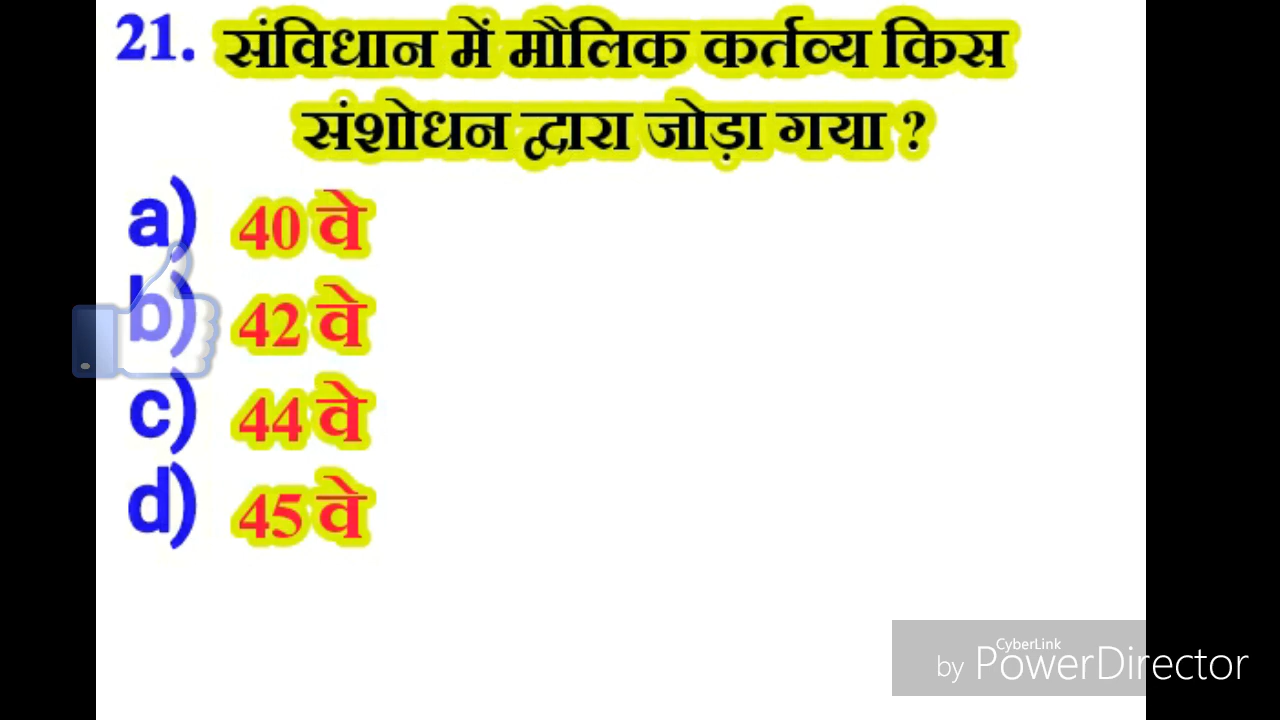 21. संविधान में मौलिक कर्तव्य किस
संशोधन द्वारा जोड़ा गया ?
a) 40 वे
b) 42 वे
c) 44 वे
d) 45 वे
CyberLink
by PowerDirector